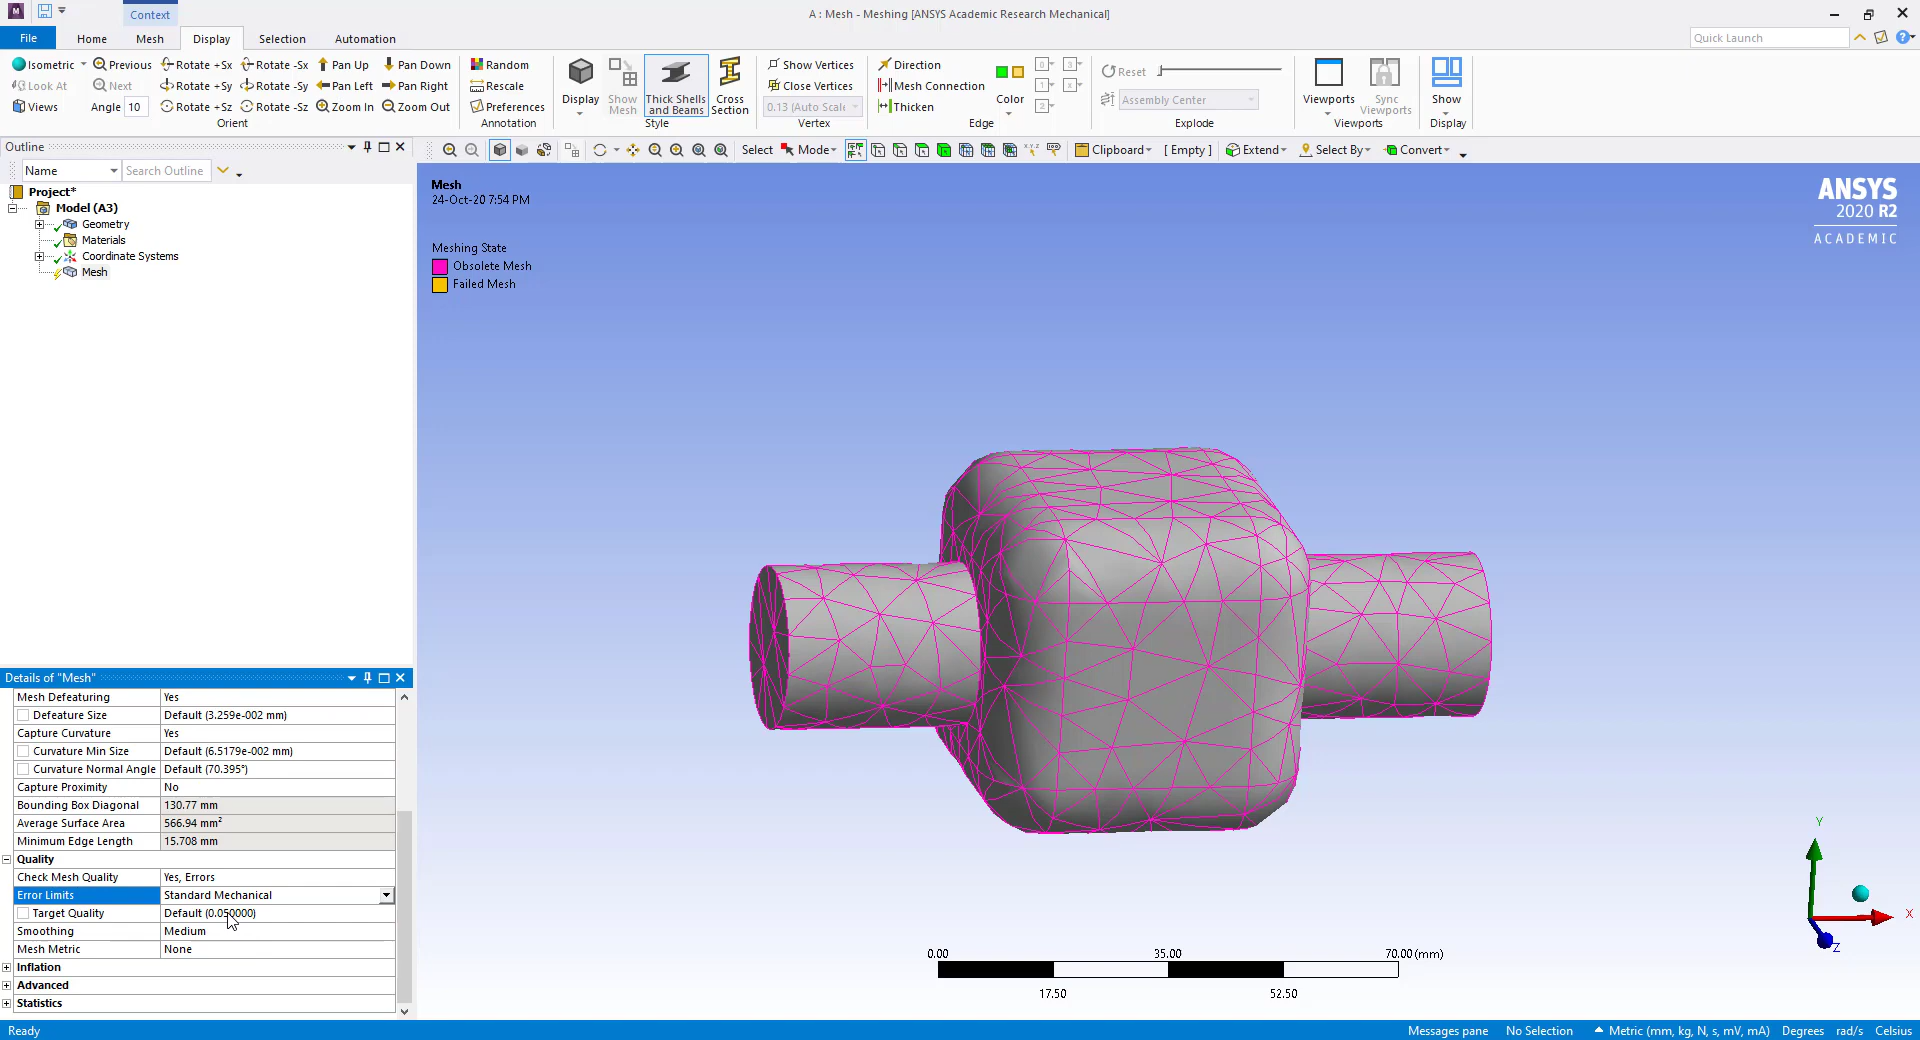 Context
A : Mesh - Meshing [ANSYS Academic Research Mechanical]
File Home Mesh Display Selection Automation
Quick Launch
Isometric Previous Rotate +Sx Rotate -Sx Pan Up Pan Down
Look At Next Rotate +Sy Rotate -Sy Pan Left Pan Right
Views Angle 10 Rotate +Sz Rotate -Sz Zoom In Zoom Out
Orient
Random
Rescale
Preferences
Annotation
Display
Show Mesh
Thick Shells and Beams
Cross Section
Style
Show Vertices
Close Vertices
0.13 (Auto Scale
Vertex
Direction
Mesh Connection
Thicken
Color
Edge
Reset
Assembly Center
Explode
Viewports
Sync Viewports
Viewports
Show
Display
Outline
Select Mode Clipboard [ Empty ] Extend Select By Convert
Name Search Outline
Project*
Model (A3)
Geometry
Materials
Coordinate Systems
Mesh
Mesh
24-Oct-20 7:54 PM
Meshing State
Obsolete Mesh
Failed Mesh
ANSYS
2020 R2
ACADEMIC
Details of "Mesh"
Mesh Defeaturing Yes
Defeature Size Default (3.259e-002 mm)
Capture Curvature Yes
Curvature Min Size Default (6.5179e-002 mm)
Curvature Normal Angle Default (70.395°)
Capture Proximity No
Bounding Box Diagonal 130.77 mm
Average Surface Area 566.94 mm²
Minimum Edge Length 15.708 mm
Quality
Check Mesh Quality Yes, Errors
Error Limits Standard Mechanical
Target Quality Default (0.050000)
Smoothing Medium
Mesh Metric None
Inflation
Advanced
Statistics
0.00 35.00 70.00 (mm)
17.50 52.50
Y
X
Z
Ready Messages pane No Selection Metric (mm, kg, N, s, mV, mA) Degrees rad/s Celsius